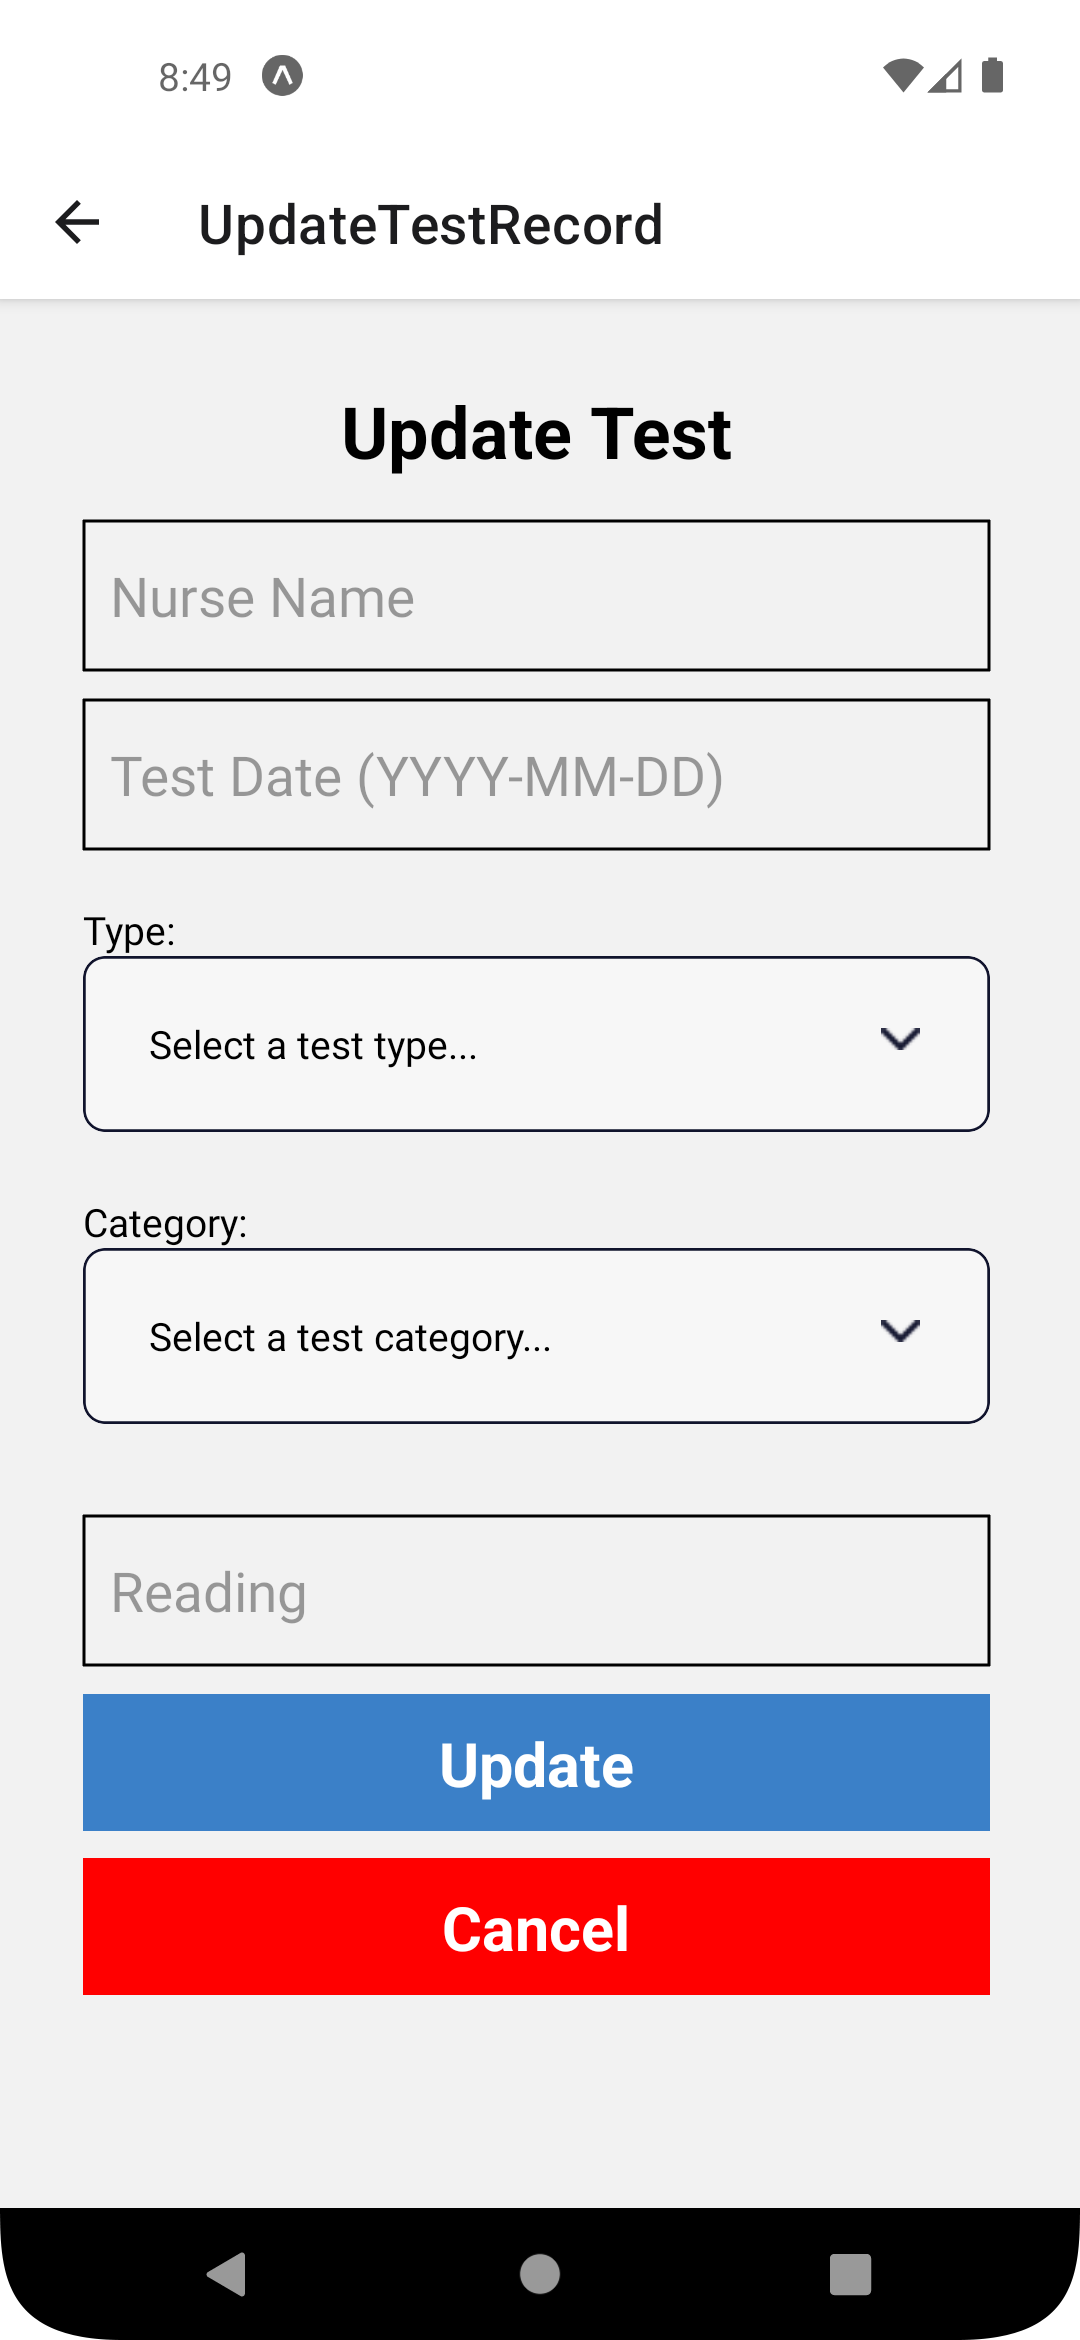 8:49
UpdateTestRecord
Update Test
Nurse Name
Test Date (YYYY-MM-DD)
Type:
Select a test type...
Category:
Select a test category...
Reading
Update
Cancel